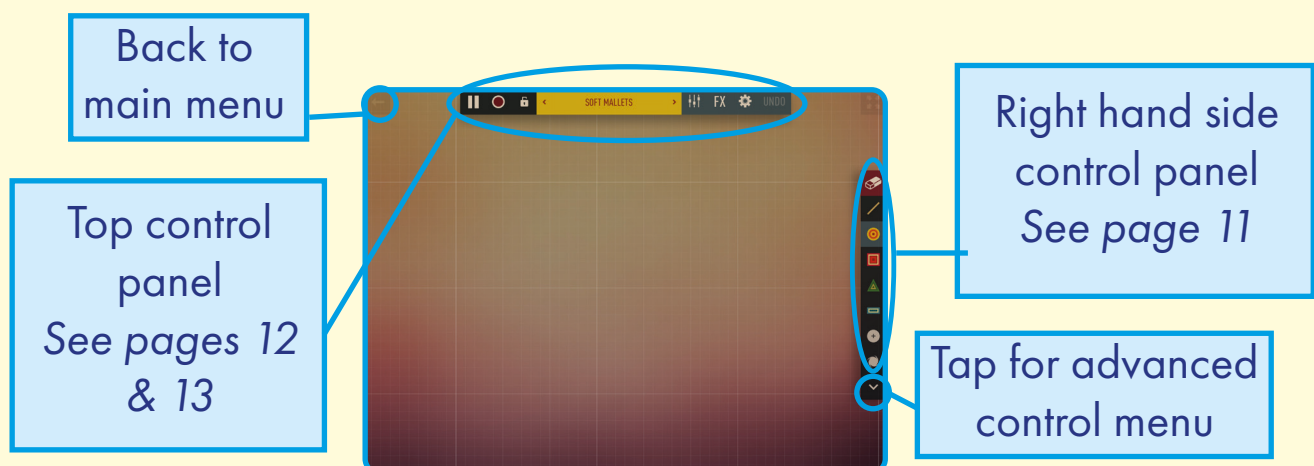 Back to
main menu
SOFT MALLETS
FX
UNDO
Right hand side
control panel
See page 11
Top control
panel
See pages 12
& 13
Tap for advanced
control menu